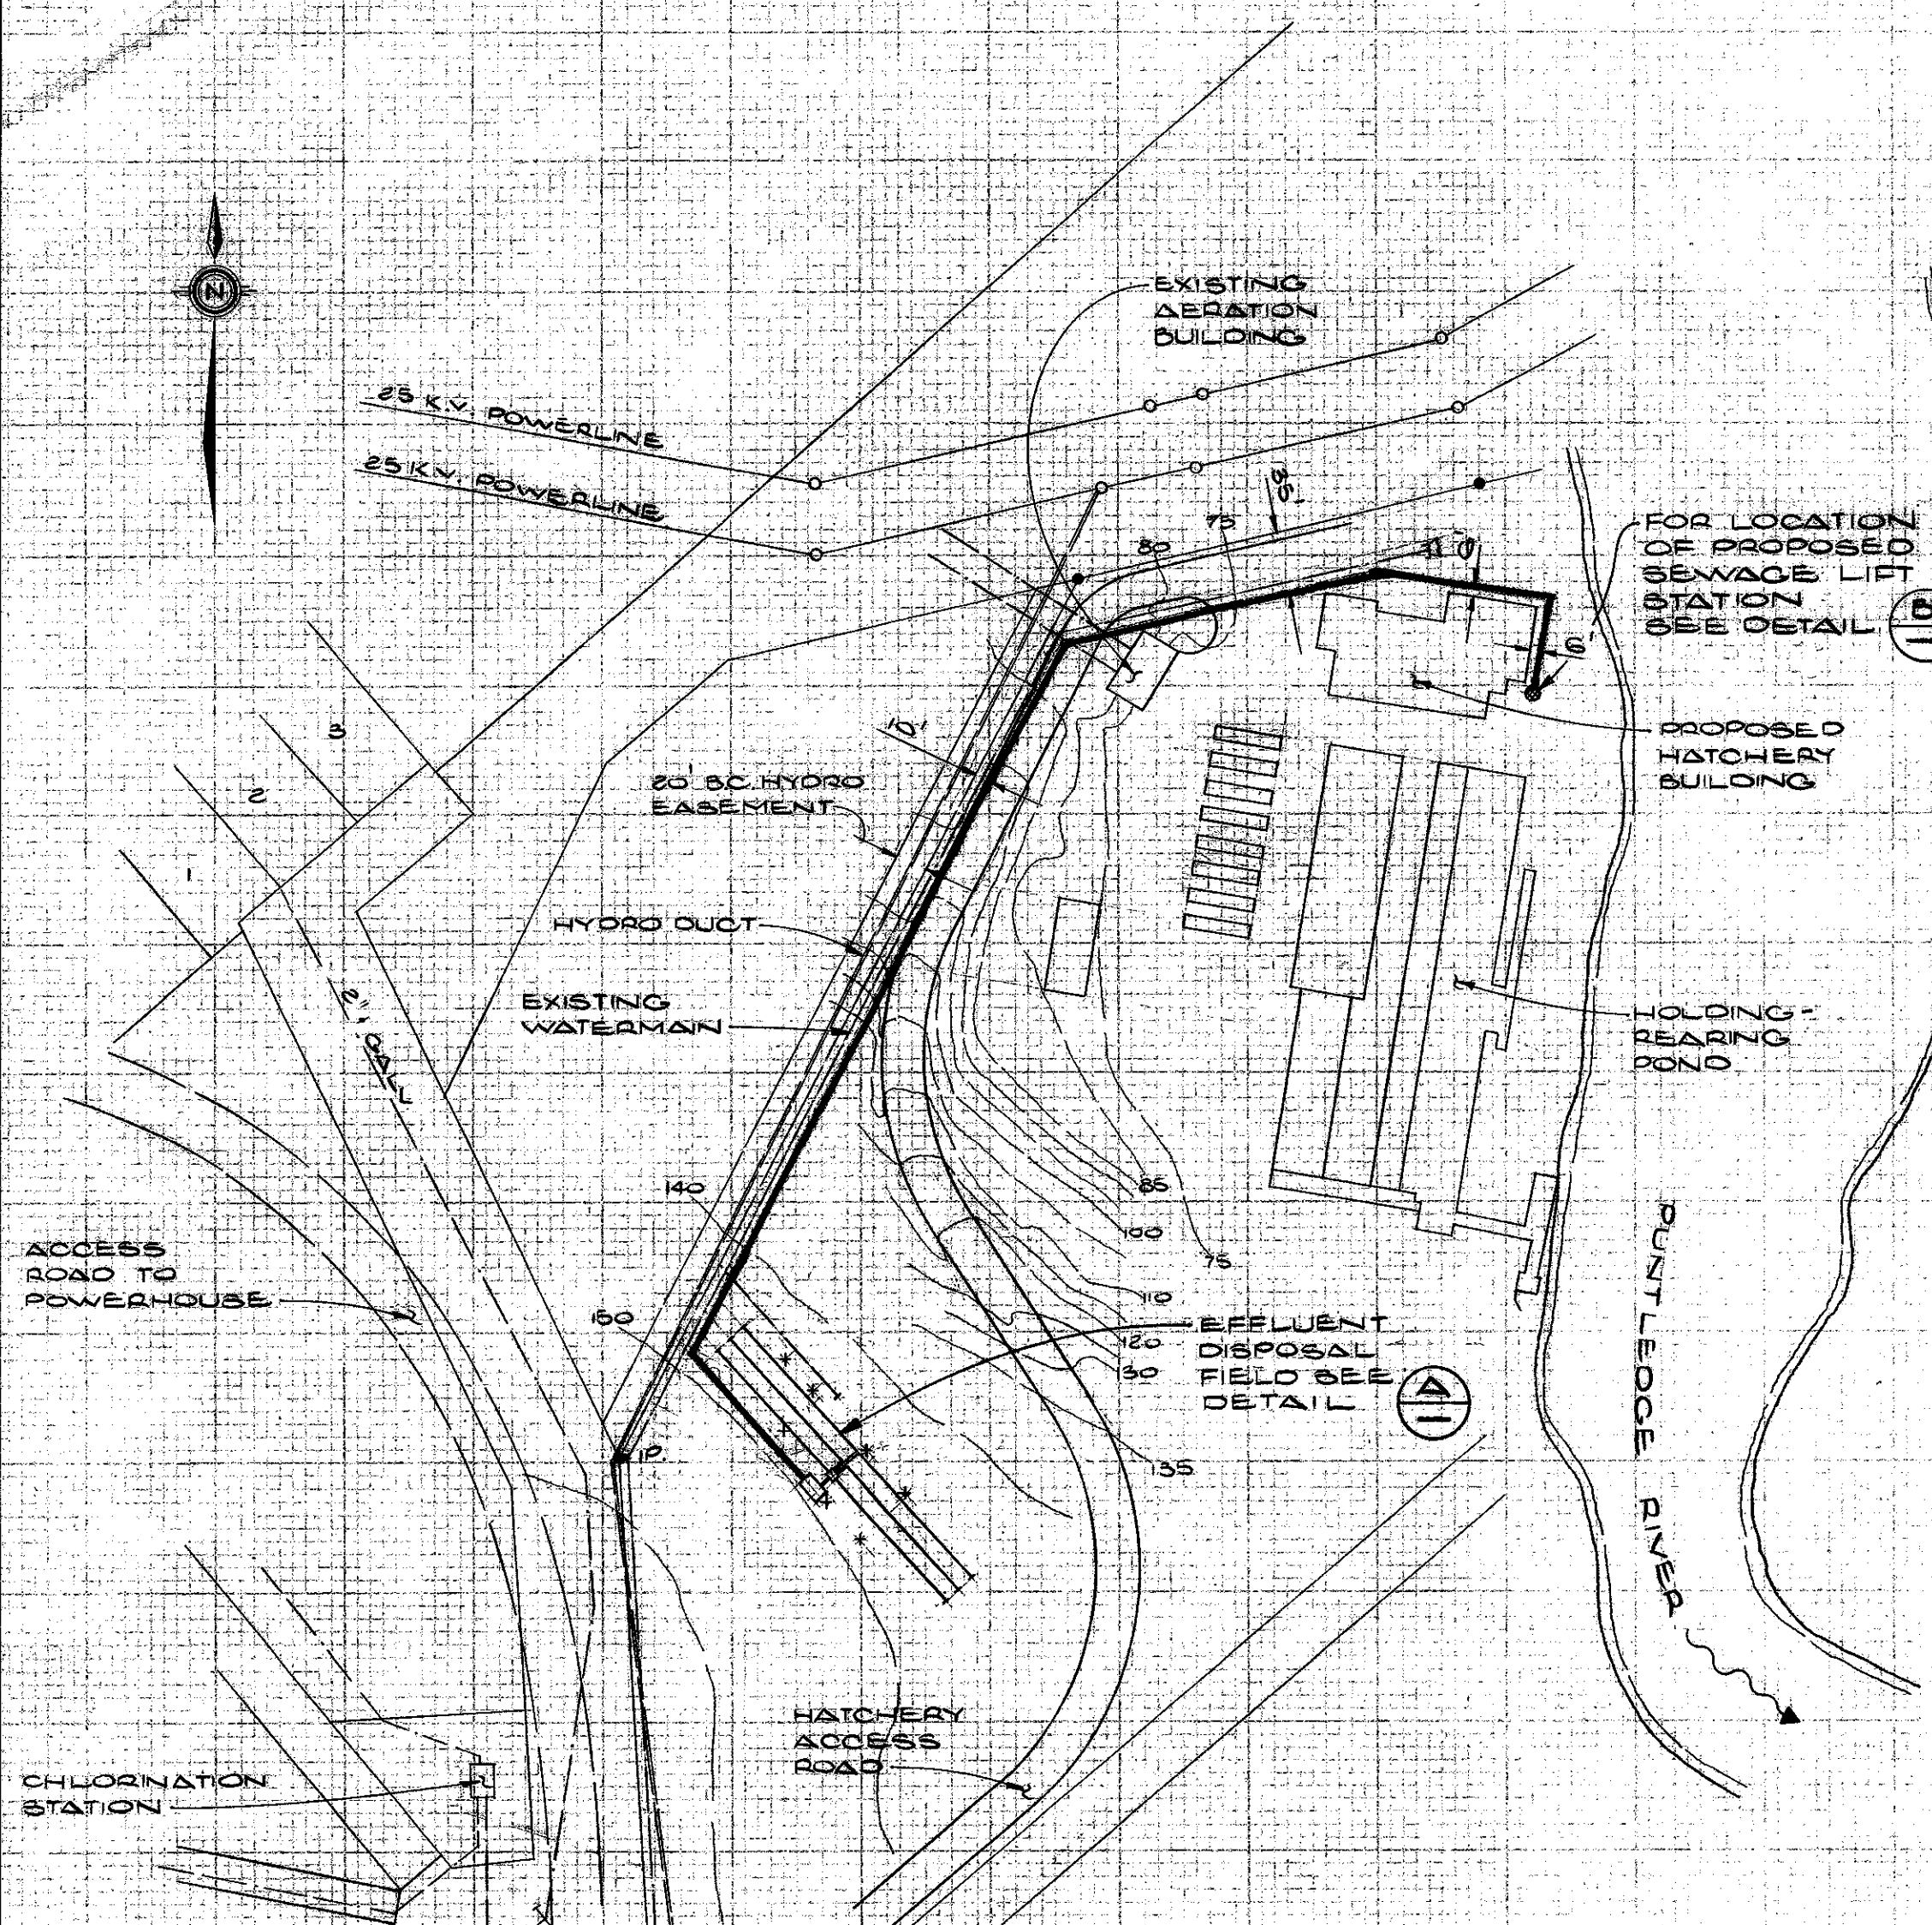 N
EXISTING
AERATION
BUILDING
25 K.V. POWERLINE
25 K.V. POWERLINE
35'
75
80
FOR LOCATION
OF PROPOSED
SEWAGE LIFT
STATION
SEE DETAIL
6'
PROPOSED
HATCHERY
BUILDING
3
2
1
10'
20' B.C. HYDRO
EASEMENT
HYDRO DUCT
EXISTING
WATERMAIN
2" GALL
HOLDING-
REARING
POND
140
85
100
75
110
120
130
135
150
ACCESS
ROAD TO
POWERHOUSE
EFFLUENT
DISPOSAL
FIELD SEE
DETAIL
A
1
I.P.
PUNTLEDGE RIVER
HATCHERY
ACCESS
ROAD
CHLORINATION
STATION